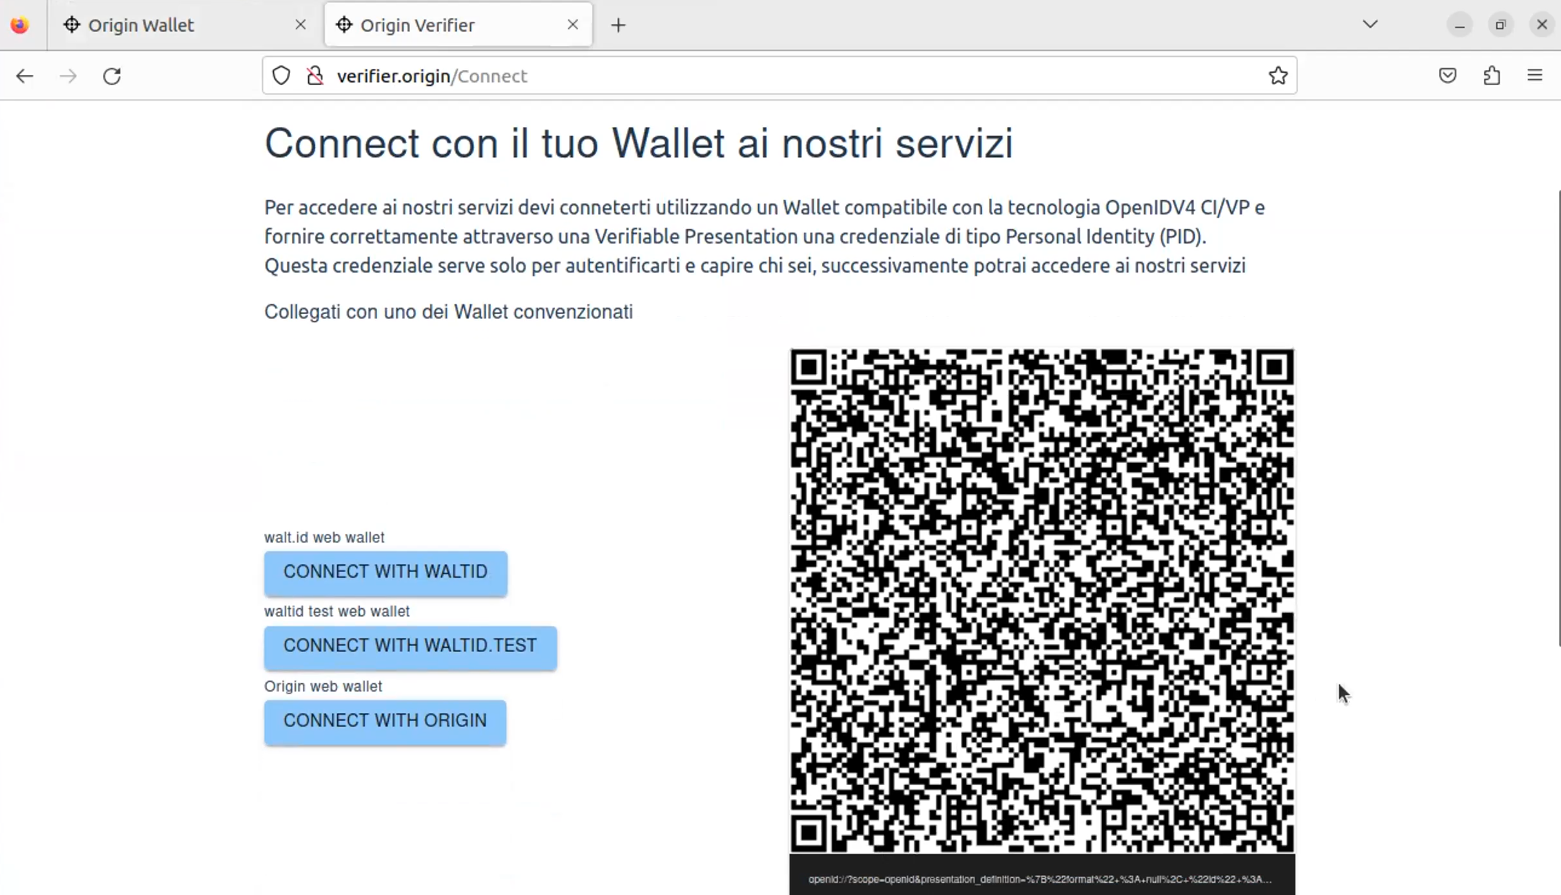 Origin Wallet
Origin Verifier
verifier.origin/Connect
Connect con il tuo Wallet ai nostri servizi
Per accedere ai nostri servizi devi conneterti utilizzando un Wallet compatibile con la tecnologia OpenIDV4 CI/VP e
fornire correttamente attraverso una Verifiable Presentation una credenziale di tipo Personal Identity (PID).
Questa credenziale serve solo per autentificarti e capire chi sei, successivamente potrai accedere ai nostri servizi
Collegati con uno dei Wallet convenzionati
walt.id web wallet
CONNECT WITH WALTID
waltid test web wallet
CONNECT WITH WALTID.TEST
Origin web wallet
CONNECT WITH ORIGIN
openid://?scope=openid&presentation_definition=%7B%22format%22+%3A+null%2C+%22id%22+%3A...